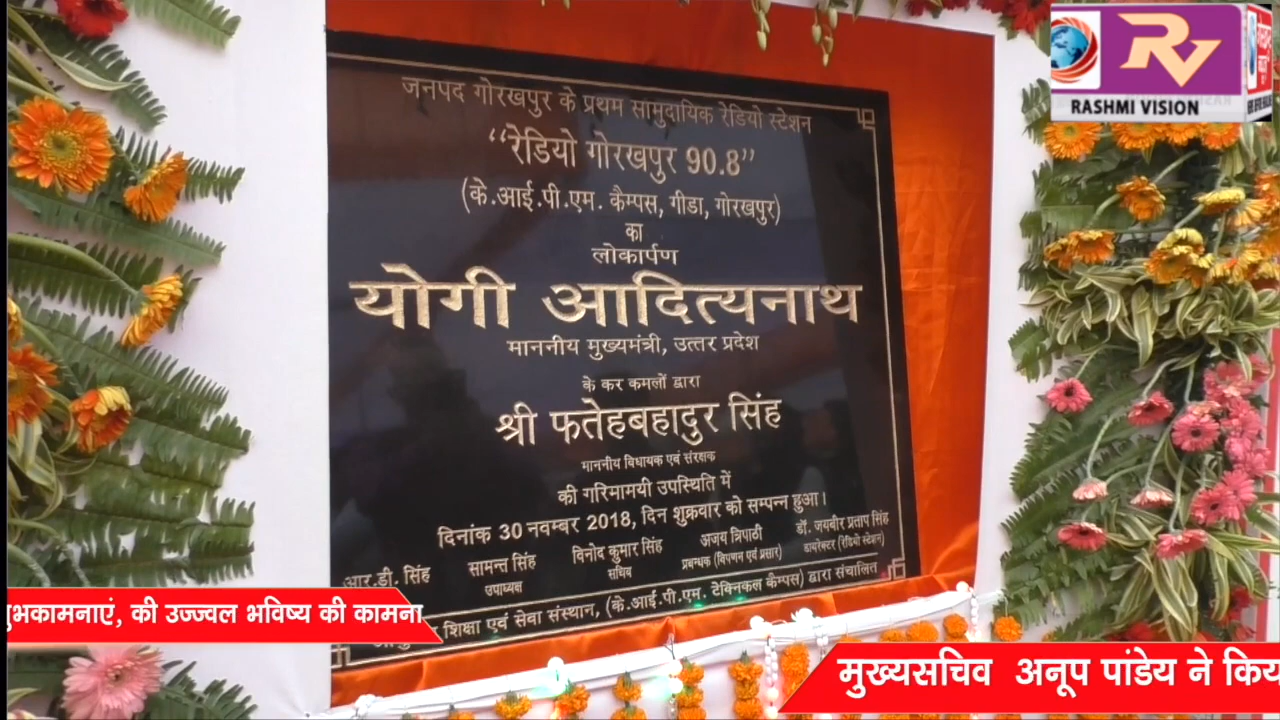 जनपद गोरखपुर के प्रथम सामुदायिक रेडियो स्टेशन
“रेडियो गोरखपुर 90.8”
(के.आई.पी.एम. कैम्पस, गीडा, गोरखपुर)
का
लोकार्पण
योगी आदित्यनाथ
माननीय मुख्यमंत्री, उत्तर प्रदेश
के कर कमलों द्वारा
श्री फतेहबहादुर सिंह
माननीय विधायक एवं संरक्षक
की गरिमामयी उपस्थिति में
दिनांक 30 नवम्बर 2018, दिन शुक्रवार को सम्पन्न हुआ।
आर.डी. सिंह सामन्त सिंह विनोद कुमार सिंह अजय त्रिपाठी डॉ. जयबीर प्रताप सिंह
उपाध्यक्ष सचिव प्रबन्धक (विपणन एवं प्रसार) डायरेक्टर (रेडियो स्टेशन)
शिक्षा एवं सेवा संस्थान, (के.आई.पी.एम. टेक्निकल कैम्पस) द्वारा संचालित
RV
RASHMI VISION
शुभकामनाएं, की उज्ज्वल भविष्य की कामना
मुख्यसचिव अनूप पांडेय ने किय